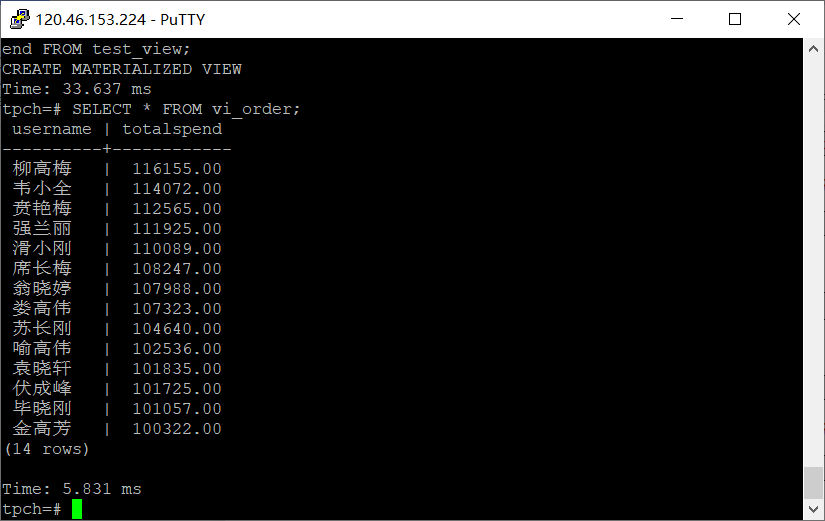 120.46.153.224 - PuTTY
end FROM test_view;
CREATE MATERIALIZED VIEW
Time: 33.637 ms
tpch=# SELECT * FROM vi_order;
 username | totalspend
----------+------------
 柳高梅   |  116155.00
 韦小全   |  114072.00
 贲艳梅   |  112565.00
 强兰丽   |  111925.00
 滑小刚   |  110089.00
 席长梅   |  108247.00
 翁晓婷   |  107988.00
 娄高伟   |  107323.00
 苏长刚   |  104640.00
 喻高伟   |  102536.00
 袁晓轩   |  101835.00
 伏成峰   |  101725.00
 毕晓刚   |  101057.00
 金高芳   |  100322.00
(14 rows)
Time: 5.831 ms
tpch=#